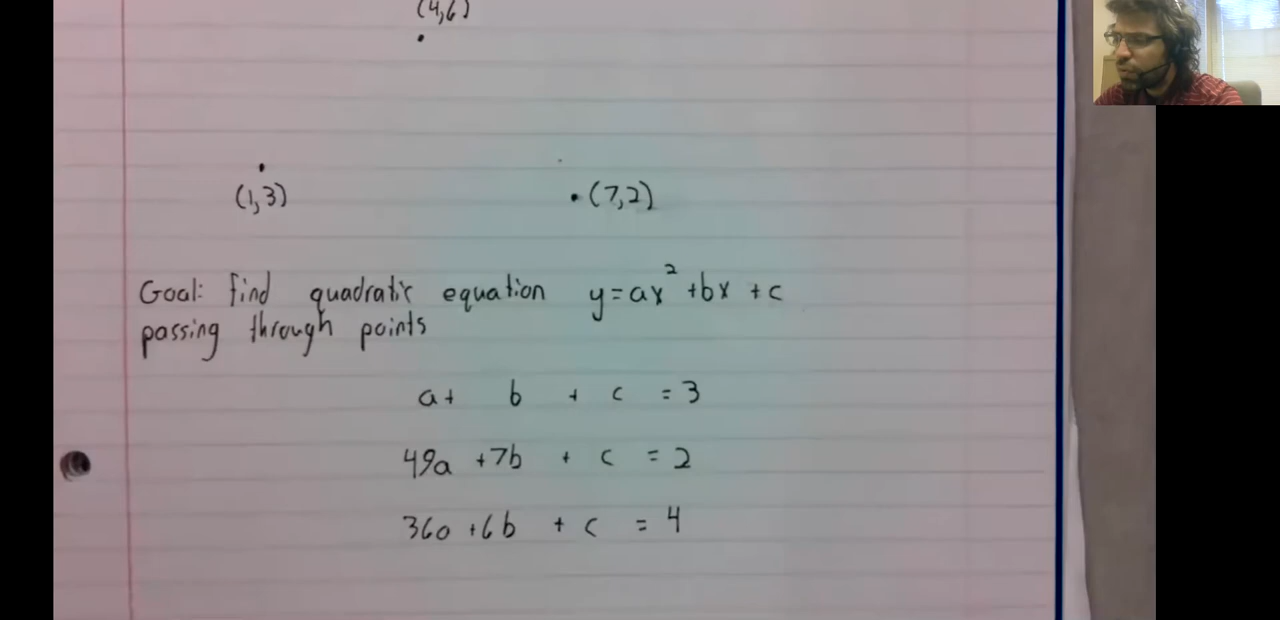 (4,6)
(1,3)
(7,2)
Goal: find quadratic equation y=ax²+bx+c
passing through points
a+ b + c = 3
49a +7b + c = 2
36a +6b + c = 4